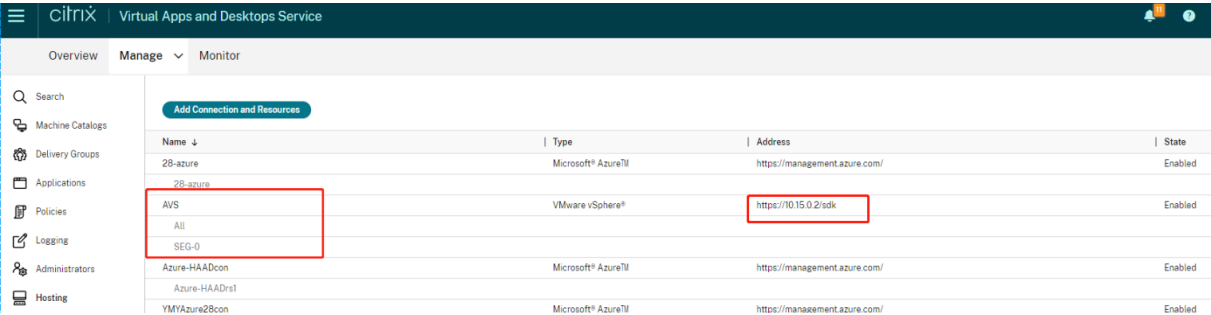 citrix | Virtual Apps and Desktops Service 11 ?
Overview Manage Monitor
Search
Machine Catalogs
Delivery Groups
Applications
Policies
Logging
Administrators
Hosting
Add Connection and Resources
Name ↓ | Type | Address | State
28-azure Microsoft® Azure™ https://management.azure.com/ Enabled
28-azure
AVS VMware vSphere® https://10.15.0.2/sdk Enabled
All
SEG-0
Azure-HAADcon Microsoft® Azure™ https://management.azure.com/ Enabled
Azure-HAADrs1
YMYAzure28con Microsoft® Azure™ https://management.azure.com/ Enabled